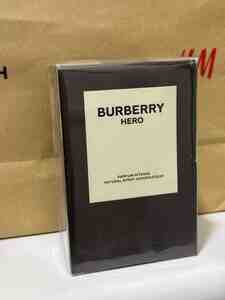 H
H&M
BURBERRY
HERO
PARFUM INTENSE
NATURAL SPRAY VAPORISATEUR